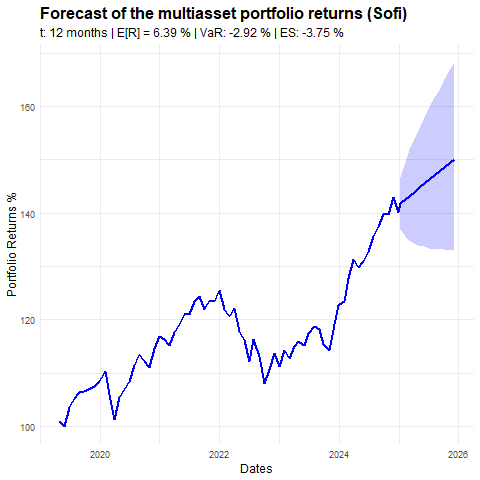 Forecast of the multiasset portfolio returns (Sofi)
t: 12 months | E[R] = 6.39 % | VaR: -2.92 % | ES: -3.75 %
Portfolio Returns %
160
140
120
100
2020
2022
2024
2026
Dates